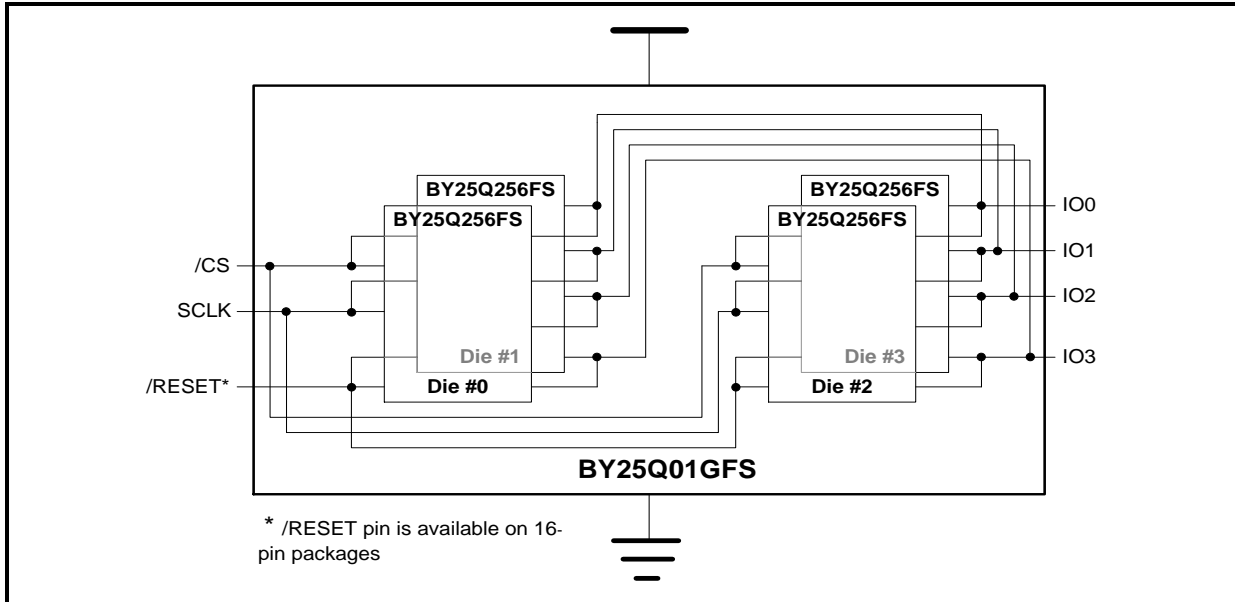 BY25Q256FS
BY25Q256FS
BY25Q256FS
BY25Q256FS
/CS
SCLK
/RESET*
IO0
IO1
IO2
IO3
Die #1
Die #0
Die #3
Die #2
BY25Q01GFS
* /RESET pin is available on 16-
pin packages